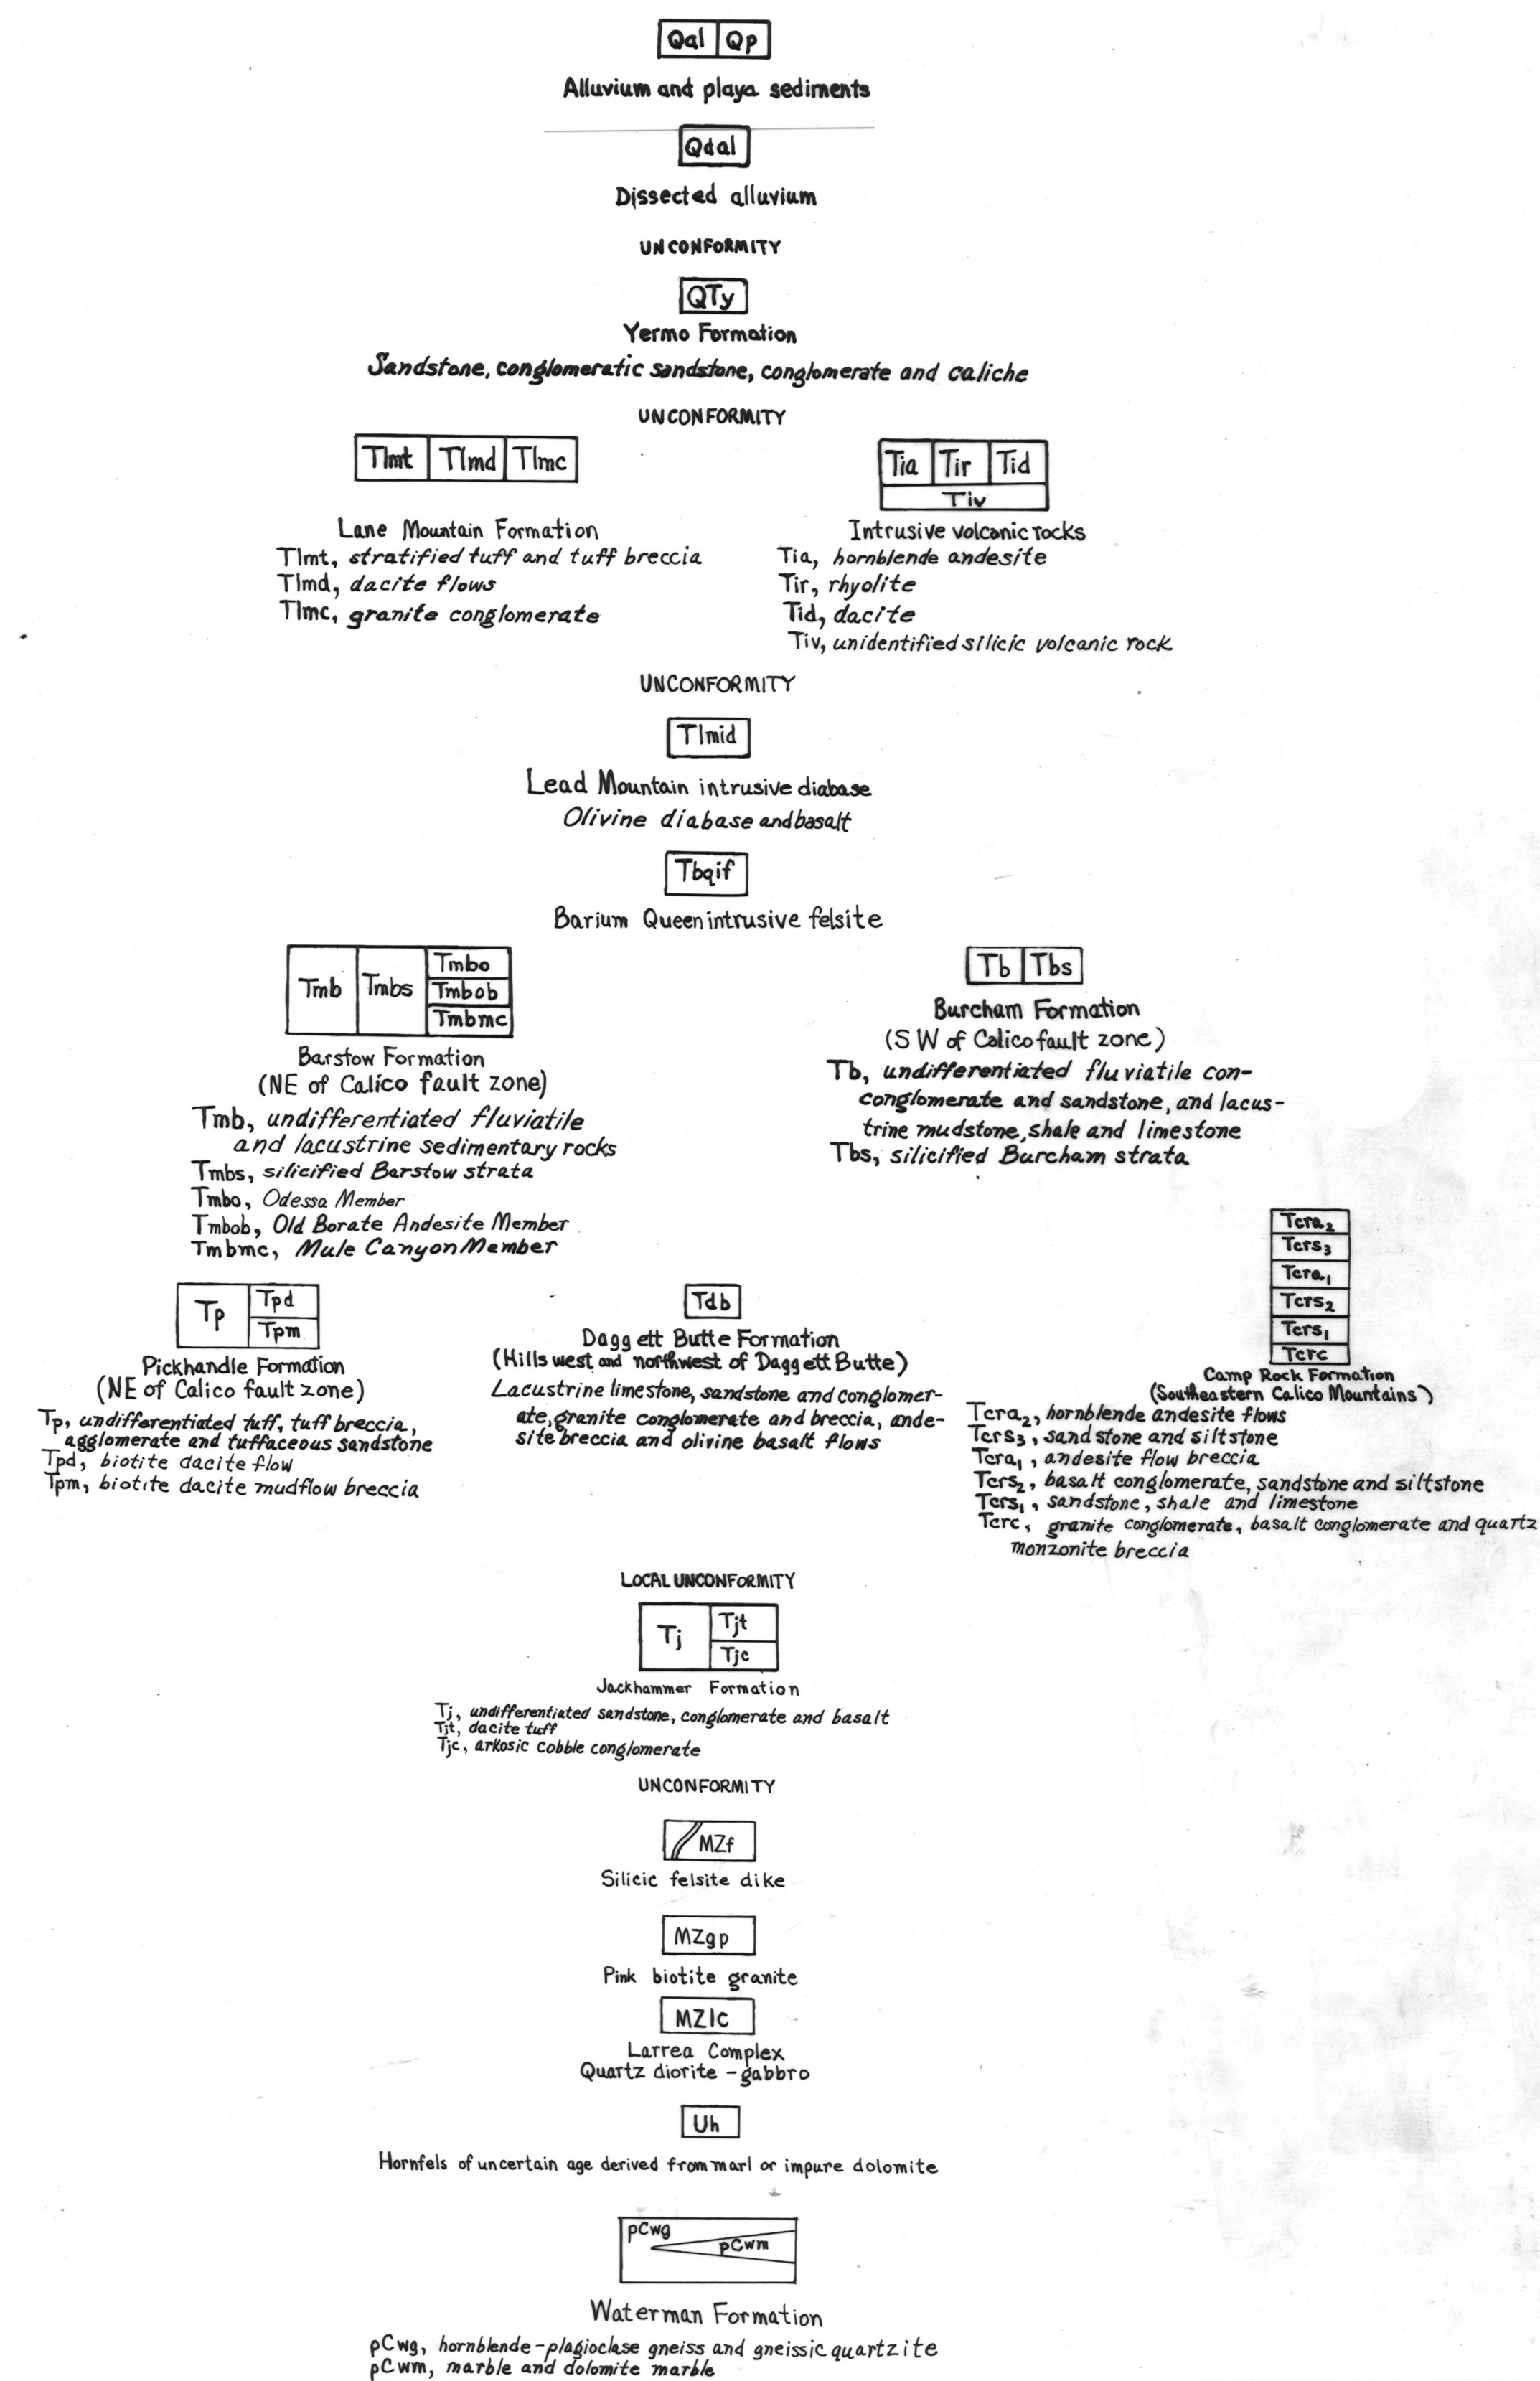 Qal Qp
Alluvium and playa sediments
Qdal
Dissected alluvium
UNCONFORMITY
QTy
Yermo Formation
Sandstone, conglomeratic sandstone, conglomerate and caliche
UNCONFORMITY
Tlmt Tlmd Tlmc
Lane Mountain Formation
Tlmt, stratified tuff and tuff breccia
Tlmd, dacite flows
Tlmc, granite conglomerate
Tia Tir Tid
Tiv
Intrusive volcanic rocks
Tia, hornblende andesite
Tir, rhyolite
Tid, dacite
Tiv, unidentified silicic volcanic rock
UNCONFORMITY
Tlmid
Lead Mountain intrusive diabase
Olivine diabase and basalt
Tbqif
Barium Queen intrusive felsite
Tmb Tmbs Tmbo
Tmbob
Tmbmc
Barstow Formation
(NE of Calico fault zone)
Tmb, undifferentiated fluviatile
and lacustrine sedimentary rocks
Tmbs, silicified Barstow strata
Tmbo, Odessa Member
Tmbob, Old Borate Andesite Member
Tmbmc, Mule Canyon Member
Tb Tbs
Burcham Formation
(SW of Calico fault zone)
Tb, undifferentiated fluviatile con-
conglomerate and sandstone, and lacus-
trine mudstone, shale and limestone
Tbs, silicified Burcham strata
Tp Tpd
Tpm
Pickhandle Formation
(NE of Calico fault zone)
Tp, undifferentiated tuff, tuff breccia,
agglomerate and tuffaceous sandstone
Tpd, biotite dacite flow
Tpm, biotite dacite mudflow breccia
Tdb
Daggett Butte Formation
(Hills west and northwest of Daggett Butte)
Lacustrine limestone, sandstone and conglomer-
ate, granite conglomerate and breccia, ande-
site breccia and olivine basalt flows
Tcra₂
Tcrs₃
Tcra₁
Tcrs₂
Tcrs₁
Tcrc
Camp Rock Formation
(Southeastern Calico Mountains)
Tcra₂, hornblende andesite flows
Tcrs₃, sandstone and siltstone
Tcra₁, andesite flow breccia
Tcrs₂, basalt conglomerate, sandstone and siltstone
Tcrs₁, sandstone, shale and limestone
Tcrc, granite conglomerate, basalt conglomerate and quartz
monzonite breccia
LOCAL UNCONFORMITY
Tj Tjt
Tjc
Jackhammer Formation
Tj, undifferentiated sandstone, conglomerate and basalt
Tjt, dacite tuff
Tjc, arkosic cobble conglomerate
UNCONFORMITY
MZf
Silicic felsite dike
MZgp
Pink biotite granite
MZlc
Larrea Complex
Quartz diorite - gabbro
Uh
Hornfels of uncertain age derived from marl or impure dolomite
pCwg
pCwm
Waterman Formation
pCwg, hornblende-plagioclase gneiss and gneissic quartzite
pCwm, marble and dolomite marble